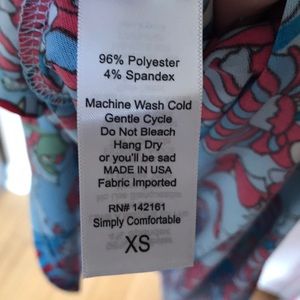 96% Polyester
4% Spandex
Machine Wash Cold
Gentle Cycle
Do Not Bleach
Hang Dry
or you'll be sad
MADE IN USA
Fabric Imported
RN# 142161
Simply Comfortable
XS